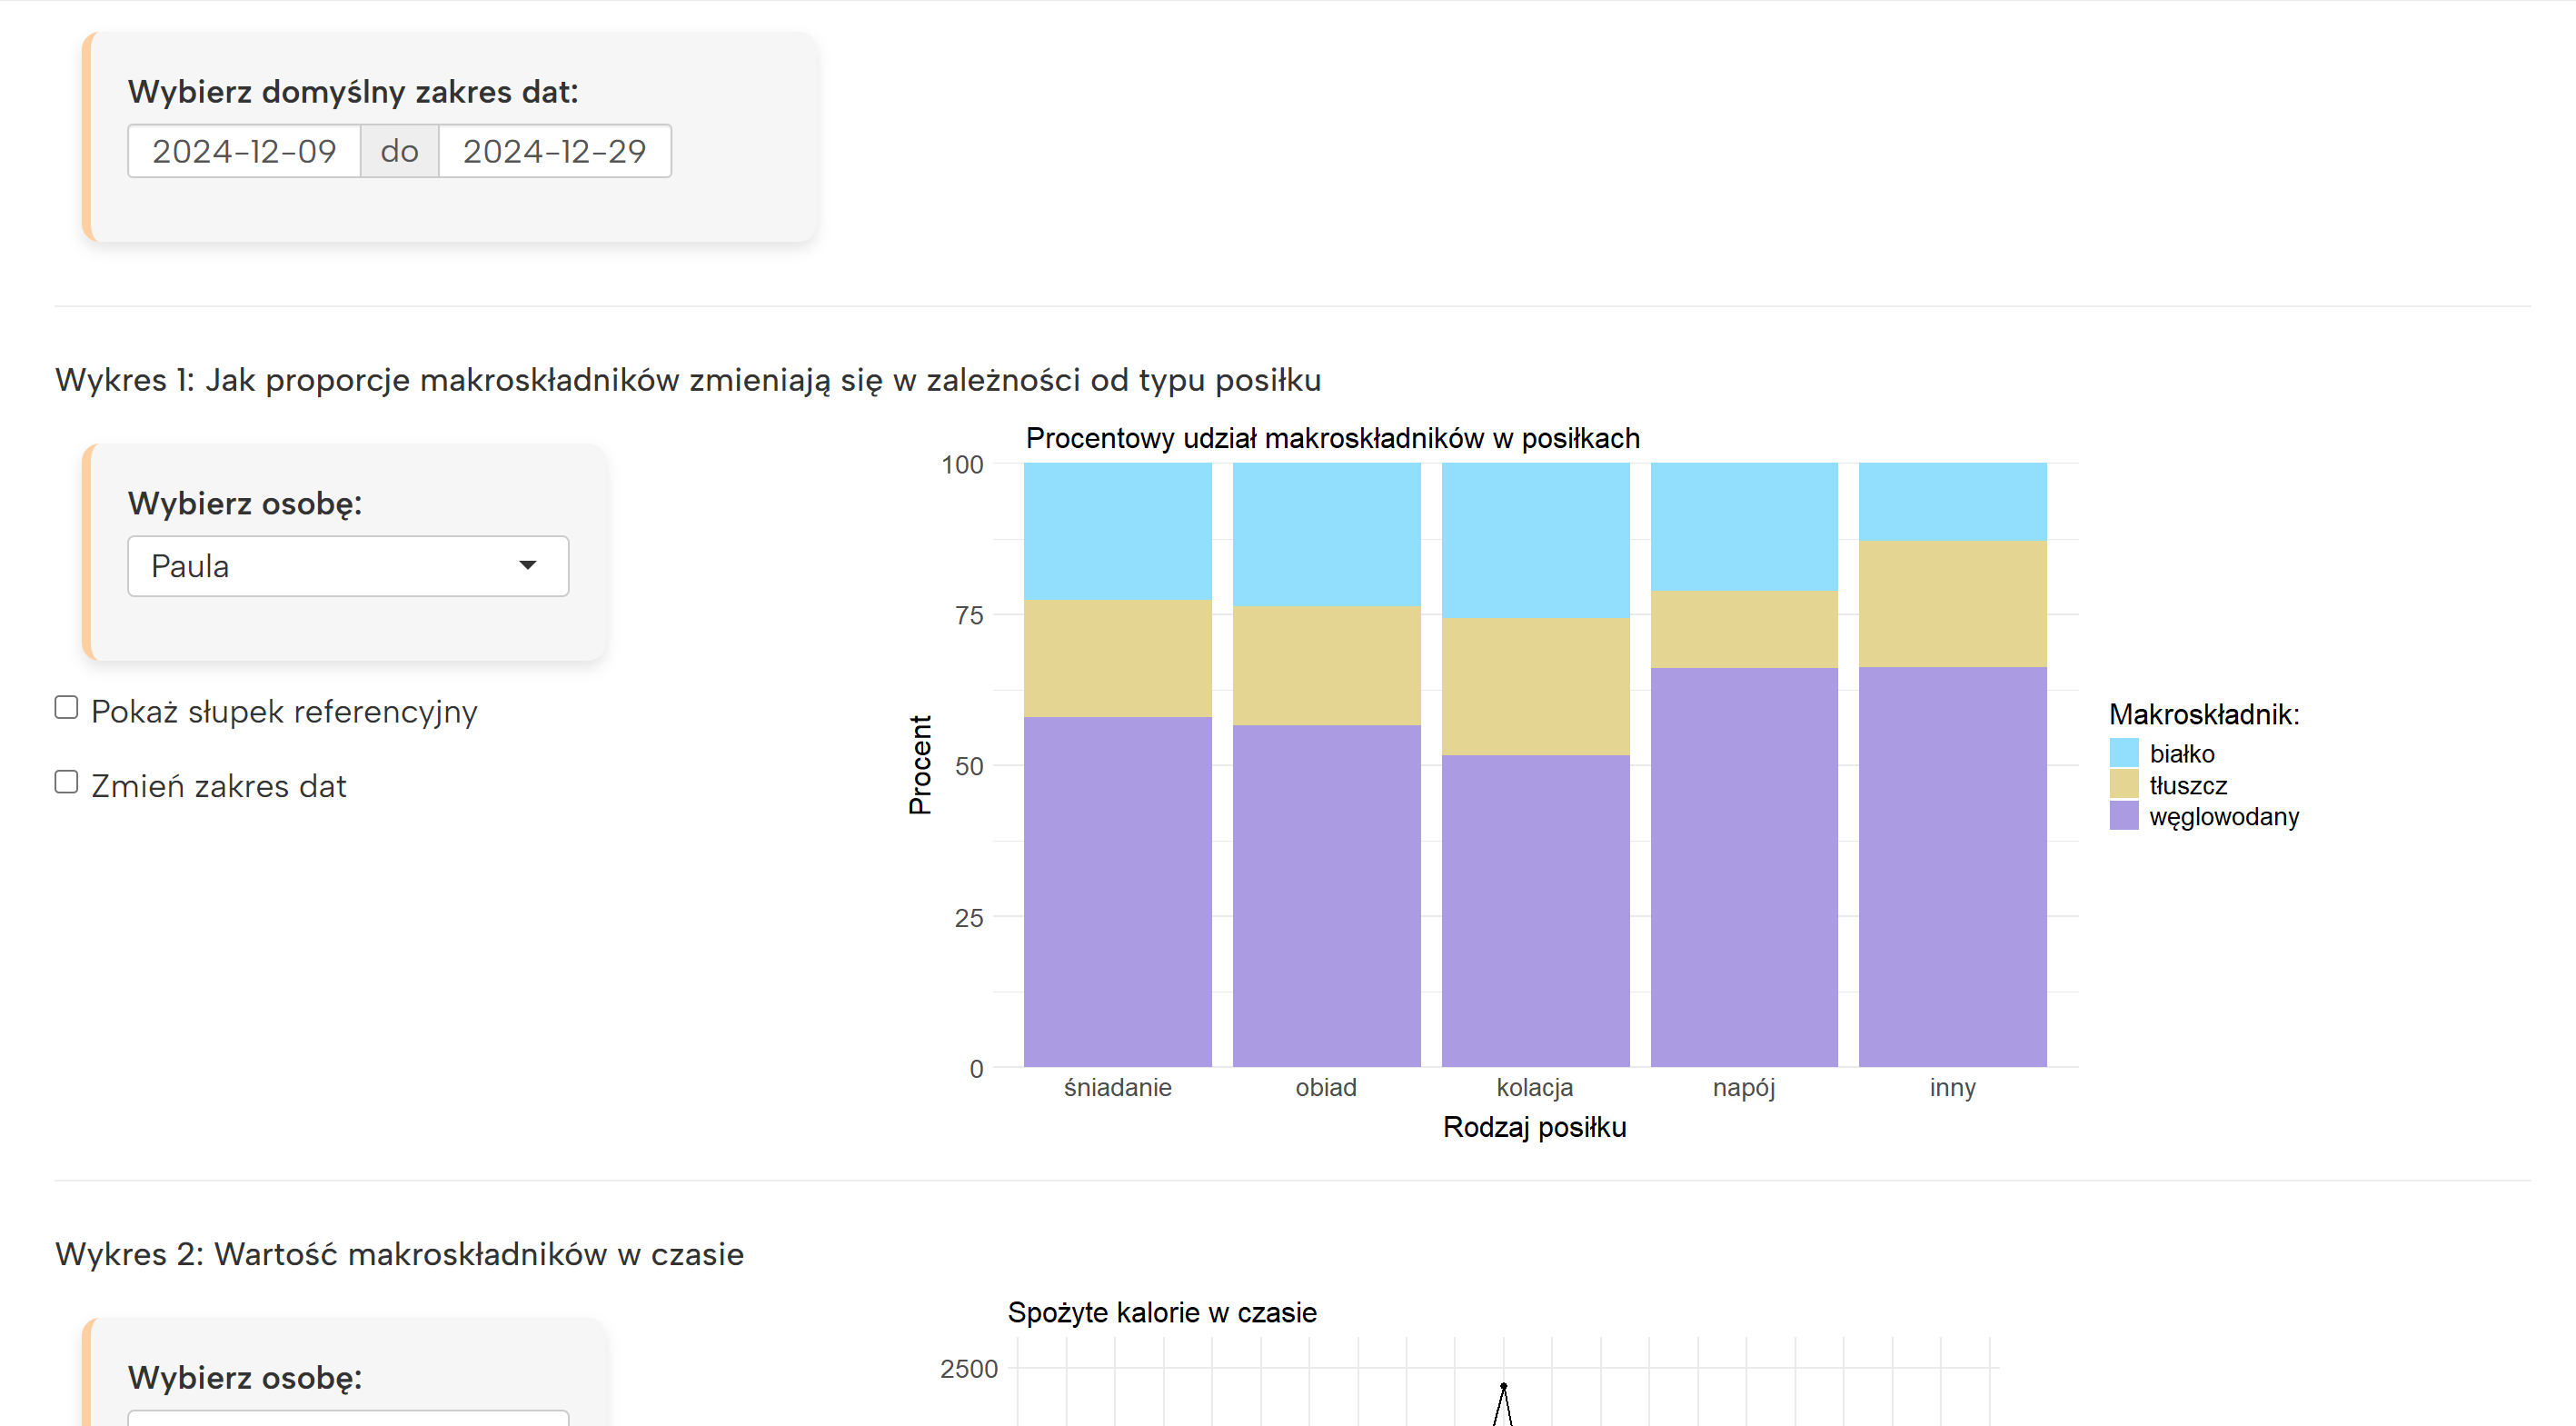 Wybierz domyślny zakres dat:
2024-12-09 do 2024-12-29
Wykres 1: Jak proporcje makroskładników zmieniają się w zależności od typu posiłku
Wybierz osobę:
Paula
Pokaż słupek referencyjny
Zmień zakres dat
Procentowy udział makroskładników w posiłkach
100
75
50
25
0
Procent
śniadanie obiad kolacja napój inny
Rodzaj posiłku
Makroskładnik:
białko
tłuszcz
węglowodany
Wykres 2: Wartość makroskładników w czasie
Wybierz osobę:
Spożyte kalorie w czasie
2500